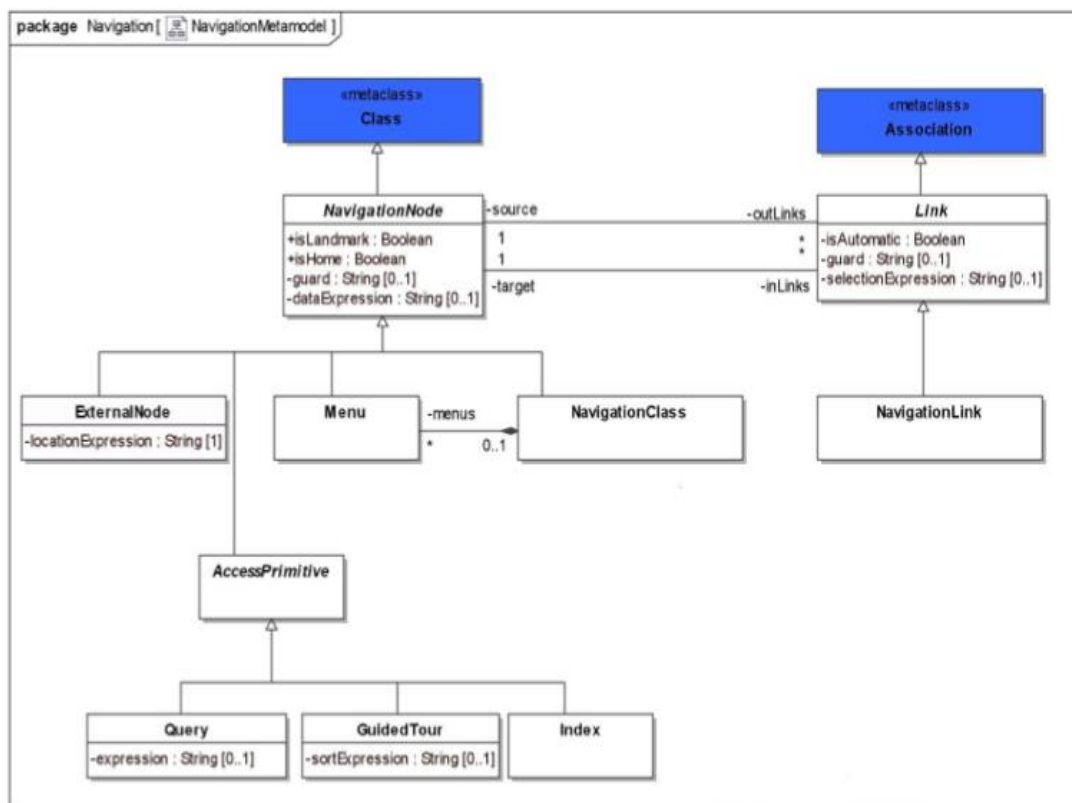 package Navigation [ NavigationMetamodel ]
«metaclass»
Class
«metaclass»
Association
NavigationNode
+isLandmark : Boolean
+isHome : Boolean
-guard : String [0..1]
-dataExpression : String [0..1]
-source
1
1
-target
-outLinks
*
*
-inLinks
Link
-isAutomatic : Boolean
-guard : String [0..1]
-selectionExpression : String [0..1]
ExternalNode
-locationExpression : String [1]
Menu
-menus
*
0..1
NavigationClass
NavigationLink
AccessPrimitive
Query
-expression : String [0..1]
GuidedTour
-sortExpression : String [0..1]
Index